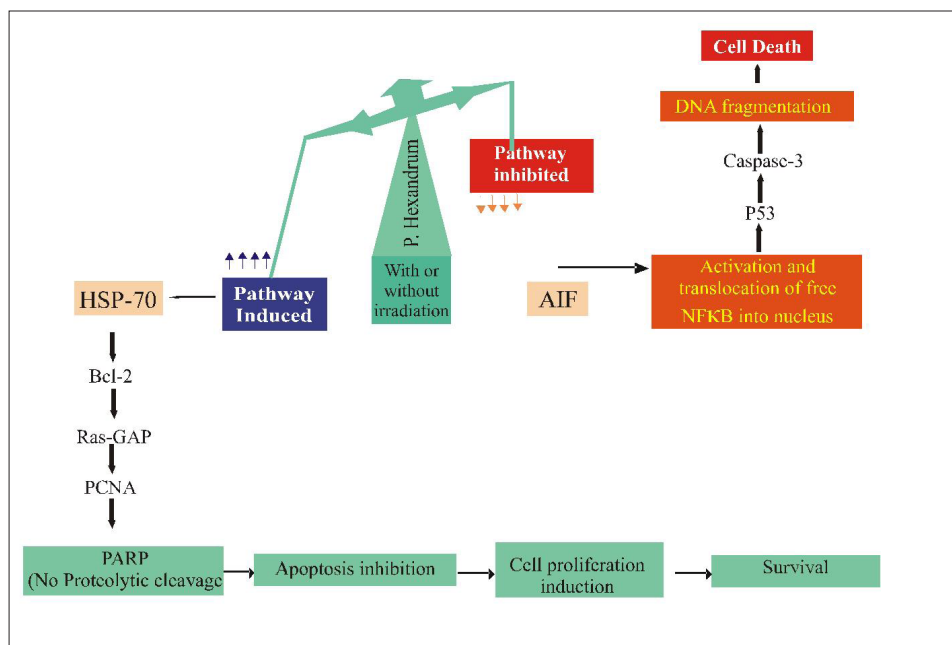 Cell Death
DNA fragmentation
Caspase-3
P53
Pathway
inhibited
P. Hexandrum
With or
without
irradiation
Activation and
translocation of free
NFKB into nucleus
AIF
Pathway
Induced
HSP-70
Bcl-2
Ras-GAP
PCNA
PARP
(No Proteolytic cleavage
Apoptosis inhibition
Cell proliferation
induction
Survival